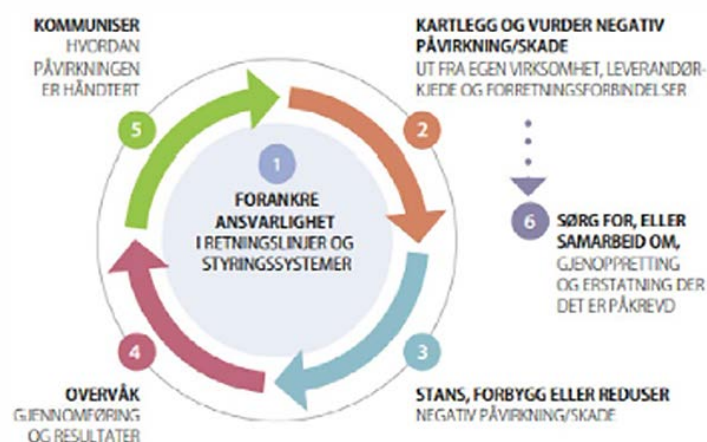 KOMMUNISER
HVORDAN
PÅVIRKNINGEN
ER HÅNDTERT
5
KARTLEGG OG VURDER NEGATIV
PÅVIRKNING/SKADE
UT FRA EGEN VIRKSOMHET, LEVERANDØR-
KJEDE OG FORRETNINGSFORBINDELSER
2
1
FORANKRE
ANSVARLIGHET
I RETNINGSLINJER OG
STYRINGSSYSTEMER
6
SØRG FOR, ELLER
SAMARBEID OM,
GJENOPPRETTING
OG ERSTATNING DER
DET ER PÅKREVD
4
OVERVÅK
GJENNOMFØRING
OG RESULTATER
3
STANS, FORBYGG ELLER REDUSER
NEGATIV PÅVIRKNING/SKADE